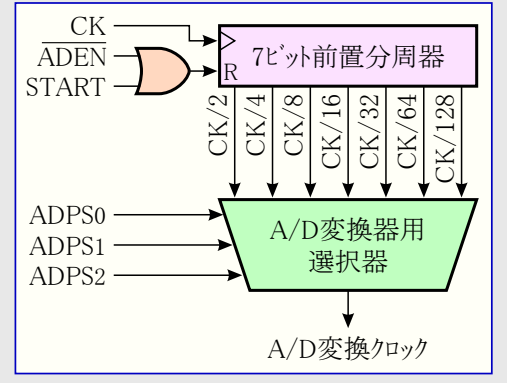 CK
ADEN
START
R
7ビット前置分周器
CK/2
CK/4
CK/8
CK/16
CK/32
CK/64
CK/128
ADPS0
ADPS1
ADPS2
A/D変換器用
選択器
A/D変換クロック